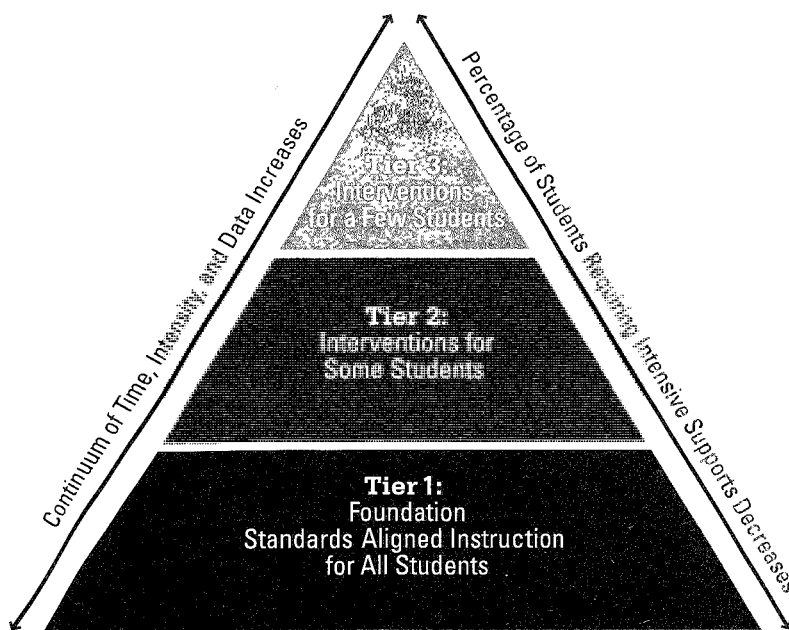 Continuum of Time, Intensity, and Data Increases
Percentage of Students Requiring Intensive Supports Decreases
Tier 3:
Interventions
for a Few Students
Tier 2:
Interventions for
Some Students
Tier 1:
Foundation
Standards Aligned Instruction
for All Students